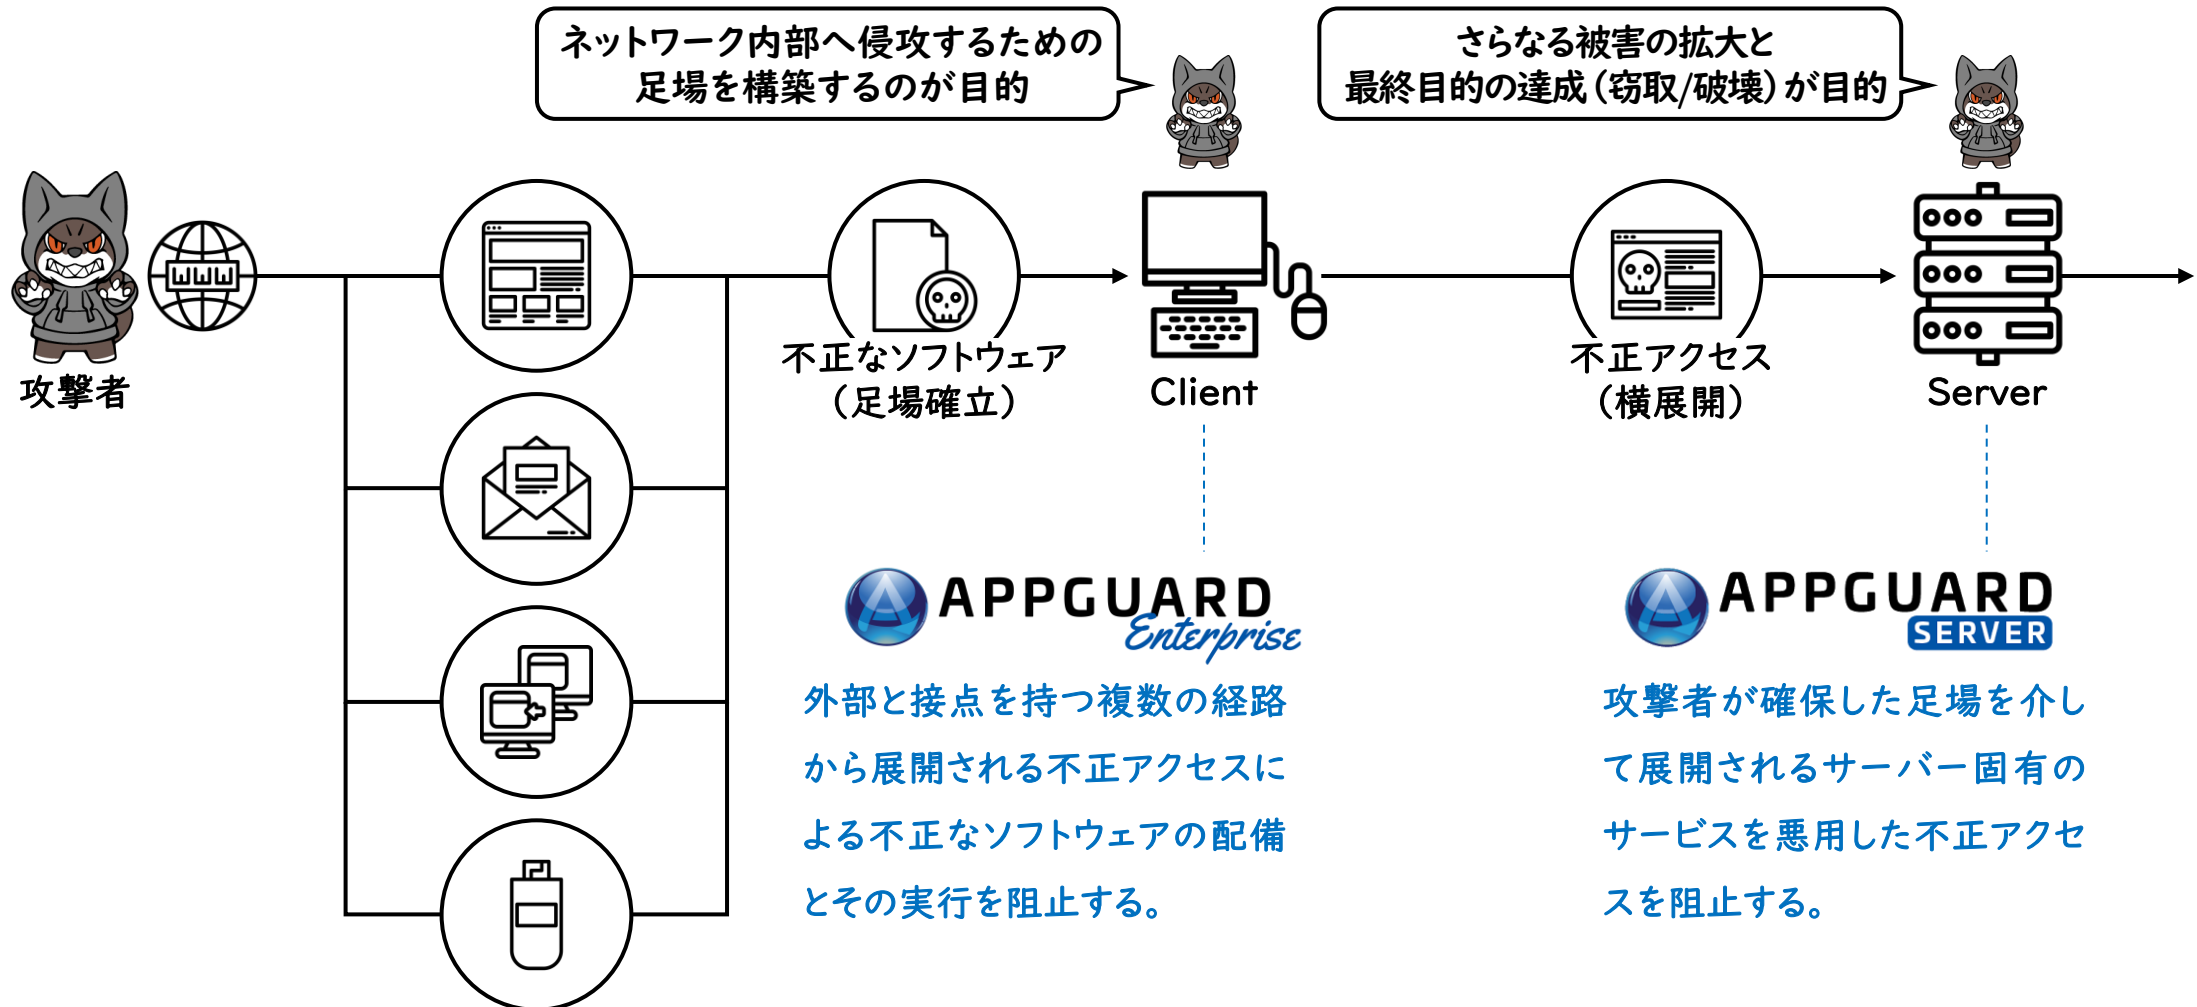 ネットワーク内部へ侵攻するための
足場を構築するのが目的
さらなる被害の拡大と
最終目的の達成(窃取/破壊)が目的
WWW
攻撃者
不正なソフトウェア
(足場確立)
Client
不正アクセス
(横展開)
Server
APPGUARD
Enterprise
外部と接点を持つ複数の経路
から展開される不正アクセスに
よる不正なソフトウェアの配備
とその実行を阻止する。
APPGUARD
SERVER
攻撃者が確保した足場を介し
て展開されるサーバー固有の
サービスを悪用した不正アクセ
スを阻止する。